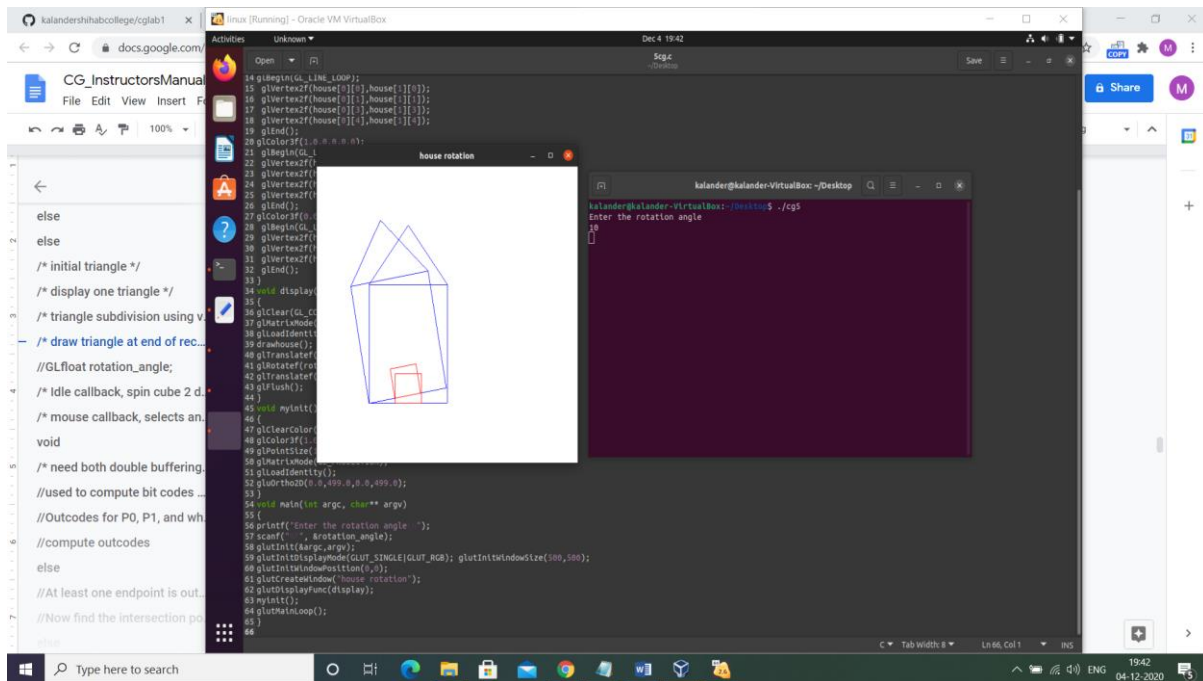 kalandershihabcollege/cglab1
linux [Running] - Oracle VM VirtualBox
docs.google.com/
Activities
Unknown
Dec 4 19:42
Open
~/Desktop
Save
CG_InstructorsManual
File Edit View Insert
100%
Share
M
COPY
else
else
/* initial triangle */
/* display one triangle */
/* triangle subdivision using v
/* draw triangle at end of rec...
//GLfloat rotation_angle;
/* Idle callback, spin cube 2 d.
/* mouse callback, selects an.
void
/* need both double buffering.
//used to compute bit codes ...
//Outcodes for P0, P1, and wh.
//compute outcodes
else
//At least one endpoint is out..
//Now find the intersection po.
else
14 glBegin(GL_LINE_LOOP);
15 glVertex2f(house[0][0],house[1][0]);
16 glVertex2f(house[0][1],house[1][1]);
17 glVertex2f(house[0][3],house[1][3]);
18 glVertex2f(house[0][4],house[1][4]);
19 glEnd();
20 glColor3f(1.0,0.0,0.0);
21 glBegin(GL_L
22 glVertex2f(h
23 glVertex2f(h
24 glVertex2f(h
25 glVertex2f(h
26 glEnd();
27 glColor3f(0.
28 glBegin(GL_L
29 glVertex2f(h
30 glVertex2f(h
31 glVertex2f(h
32 glEnd();
33 }
34 void display(
35 {
36 glClear(GL_CO
37 glMatrixMode(
38 glLoadIdentit
39 drawhouse();
40 glTranslatef(
41 glRotatef(rot
42 glTranslatef(
43 glFlush();
44 }
45 void myinit()
46 {
47 glClearColor(
48 glColor3f(1.
49 glPointSize(
50 glMatrixMode(
51 glLoadIdentity();
52 gluOrtho2D(0.0,499.0,0.0,499.0);
53 }
54 void main(int argc, char** argv)
55 {
56 printf("Enter the rotation angle ");
57 scanf(" ", &rotation_angle);
58 glutInit(&argc,argv);
59 glutInitDisplayMode(GLUT_SINGLE|GLUT_RGB); glutInitWindowSize(500,500);
60 glutInitWindowPosition(0,0);
61 glutCreateWindow("house rotation");
62 glutDisplayFunc(display);
63 myinit();
64 glutMainLoop();
65 }
66
house rotation
kalander@kalander-VirtualBox: ~/Desktop
kalander@kalander-VirtualBox:~/Desktop$ ./cg5
Enter the rotation angle
10
C
Tab Width: 8
Ln 66, Col 1
INS
Type here to search
ENG
19:42
04-12-2020